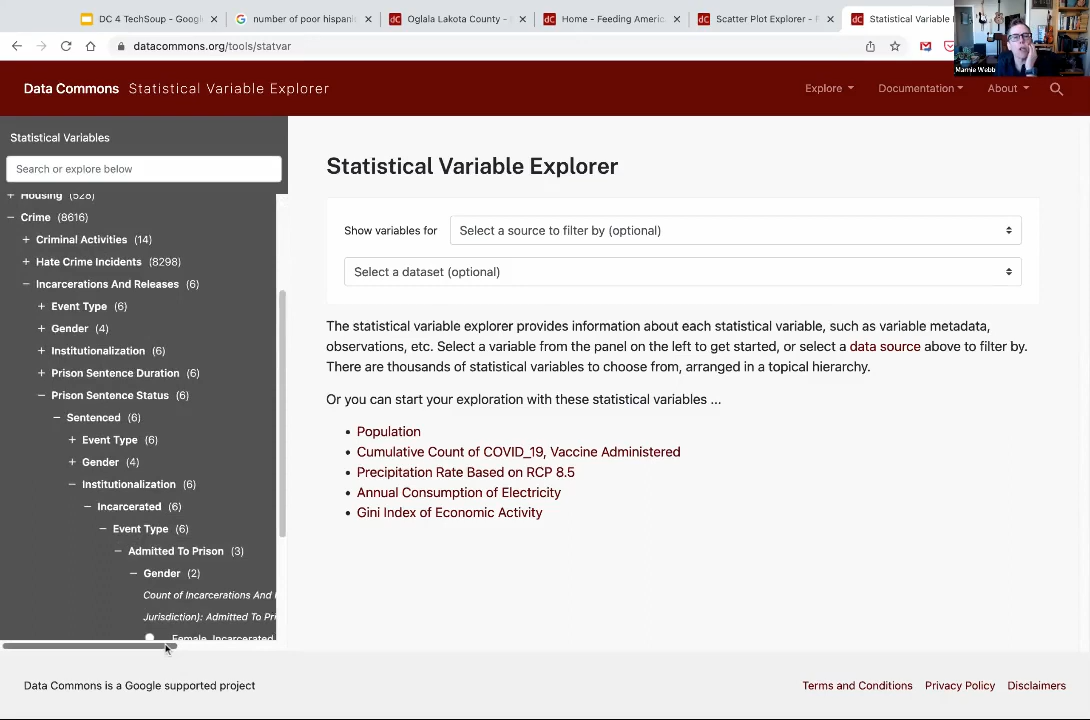 DC 4 TechSoup - Googl
number of poor hispani
Oglala Lakota County -
Home - Feeding Americ
Scatter Plot Explorer - F
Statistical Variable
datacommons.org/tools/statvar
Marnie Webb
Data Commons Statistical Variable Explorer
Explore
Documentation
About
Statistical Variables
Search or explore below
+ Housing (528)
− Crime (8616)
+ Criminal Activities (14)
+ Hate Crime Incidents (8298)
− Incarcerations And Releases (6)
+ Event Type (6)
+ Gender (4)
+ Institutionalization (6)
+ Prison Sentence Duration (6)
− Prison Sentence Status (6)
− Sentenced (6)
+ Event Type (6)
+ Gender (4)
− Institutionalization (6)
− Incarcerated (6)
− Event Type (6)
− Admitted To Prison (3)
− Gender (2)
Count of Incarcerations And
Jurisdiction): Admitted To Pri
Female, Incarcerated
Statistical Variable Explorer
Show variables for
Select a source to filter by (optional)
Select a dataset (optional)
The statistical variable explorer provides information about each statistical variable, such as variable metadata,
observations, etc. Select a variable from the panel on the left to get started, or select a data source above to filter by.
There are thousands of statistical variables to choose from, arranged in a topical hierarchy.
Or you can start your exploration with these statistical variables ...
• Population
• Cumulative Count of COVID_19, Vaccine Administered
• Precipitation Rate Based on RCP 8.5
• Annual Consumption of Electricity
• Gini Index of Economic Activity
Data Commons is a Google supported project
Terms and Conditions
Privacy Policy
Disclaimers